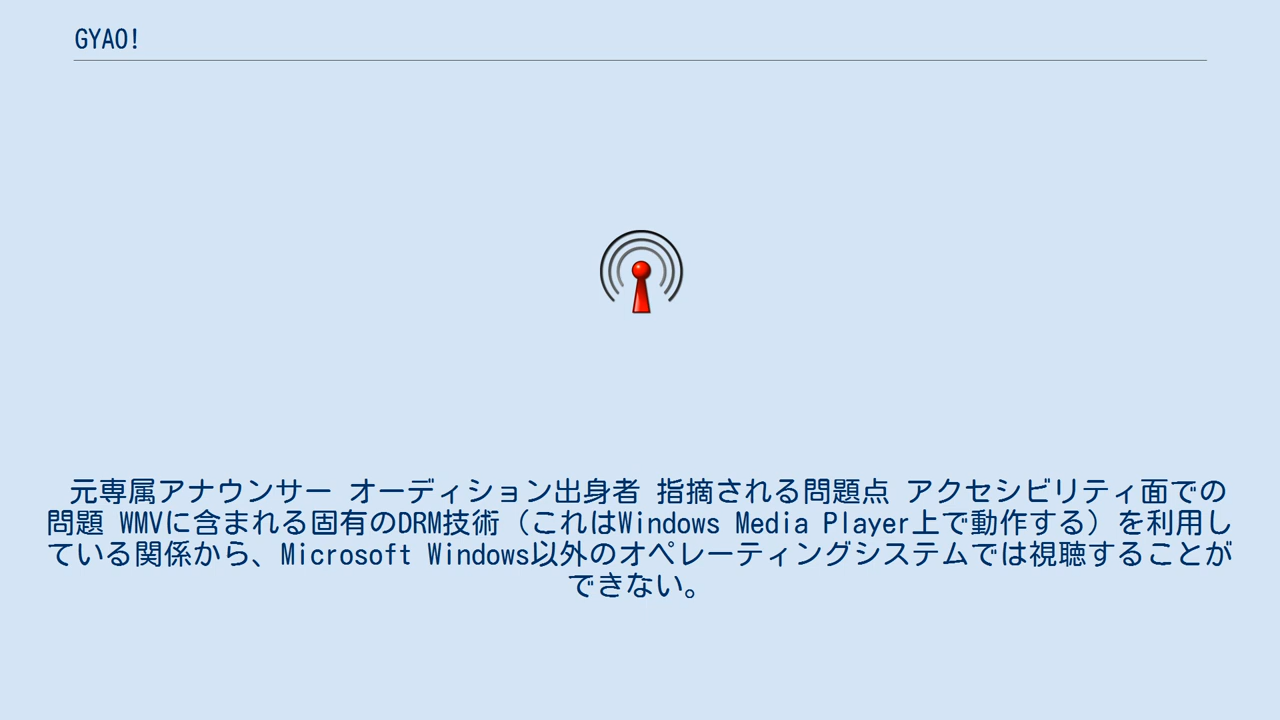 GYAO!
元専属アナウンサー オーディション出身者 指摘される問題点 アクセシビリティ面での
問題 WMVに含まれる固有のDRM技術（これはWindows Media Player上で動作する）を利用し
ている関係から、Microsoft Windows以外のオペレーティングシステムでは視聴することが
できない。